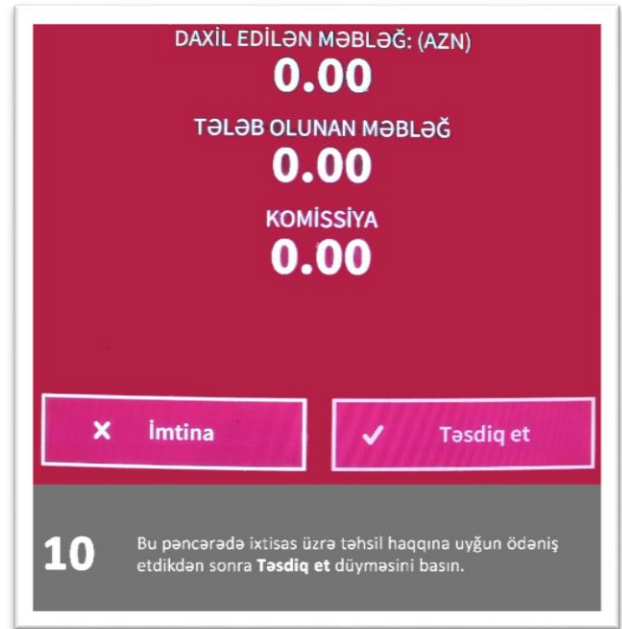 DAXİL EDİLƏN MƏBLƏĞ: (AZN)
0.00
TƏLƏB OLUNAN MƏBLƏĞ
0.00
KOMİSSİYA
0.00
İmtina
Təsdiq et
10
Bu pəncərədə ixtisas üzrə təhsil haqqına uyğun ödəniş
etdikdən sonra Təsdiq et düyməsini basın.